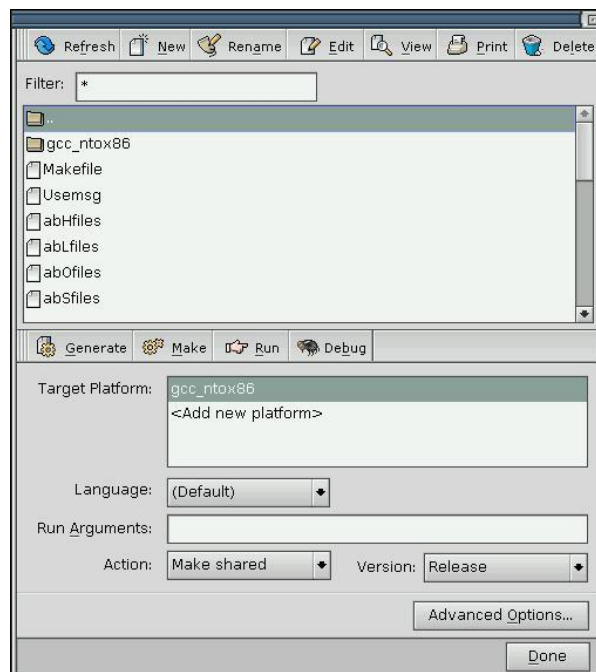 Refresh New Rename Edit View Print Delete
Filter: *
..
gcc_ntox86
Makefile
Usemsg
abHfiles
abLfiles
abOfiles
abSfiles
Generate Make Run Debug
Target Platform: gcc_ntox86
<Add new platform>
Language: (Default)
Run Arguments:
Action: Make shared Version: Release
Advanced Options...
Done